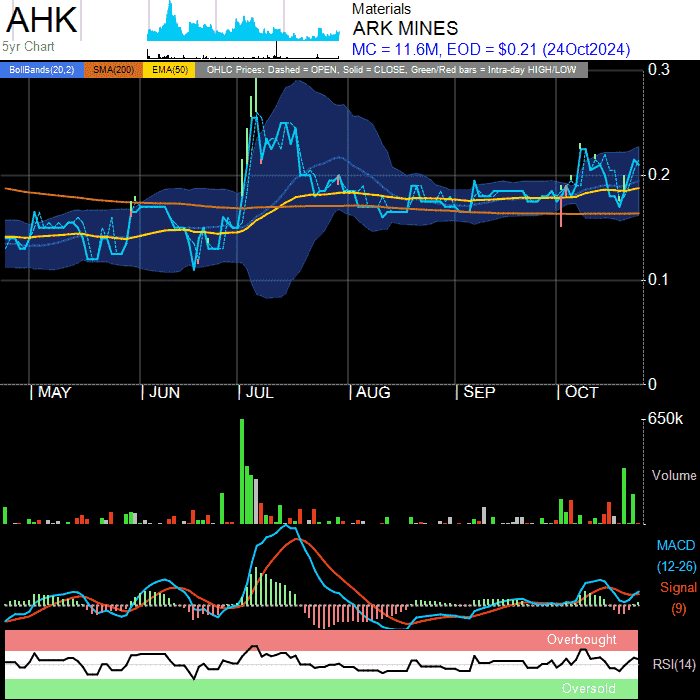 AHK
5yr Chart
Materials
ARK MINES
MC = 11.6M, EOD = $0.21 (24Oct2024)
BollBands(20,2) SMA(200) EMA(50) OHLC Prices: Dashed = OPEN, Solid = CLOSE, Green/Red bars = Intra-day HIGH/LOW
0.3
0.2
0.1
0
MAY JUN JUL AUG SEP OCT
650k
Volume
MACD
(12-26)
Signal
(9)
Overbought
RSI(14)
Oversold